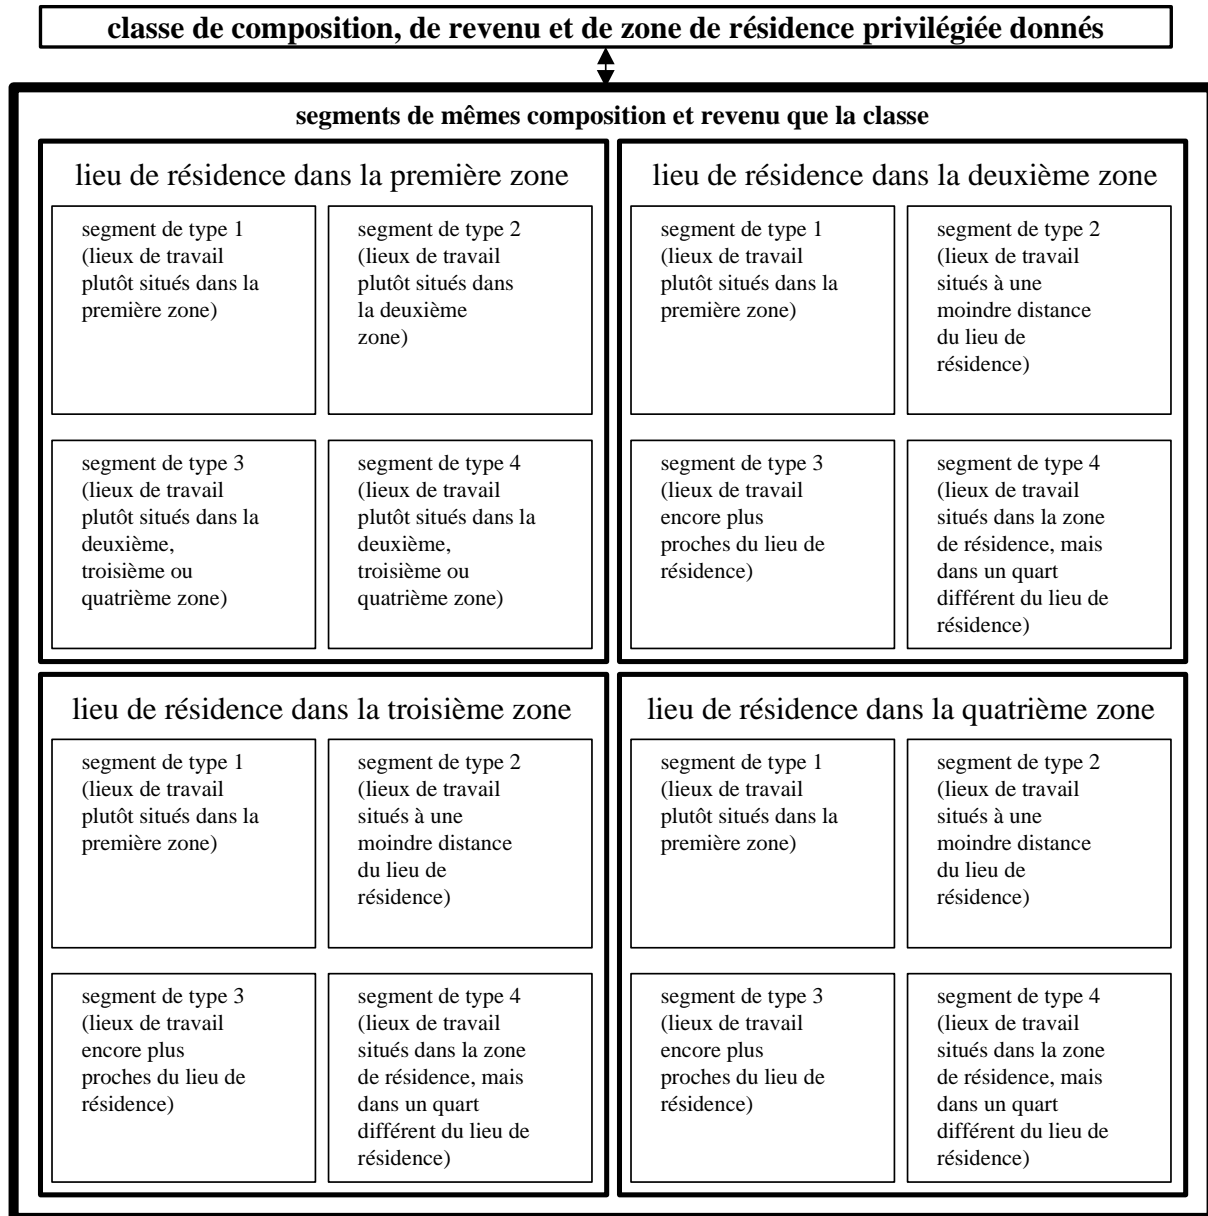 classe de composition, de revenu et de zone de résidence privilégiée donnés
segments de mêmes composition et revenu que la classe
lieu de résidence dans la première zone
segment de type 1
(lieux de travail
plutôt situés dans la
première zone)
segment de type 2
(lieux de travail
plutôt situés dans
la deuxième
zone)
segment de type 3
(lieux de travail
plutôt situés dans la
deuxième,
troisième ou
quatrième zone)
segment de type 4
(lieux de travail
plutôt situés dans la
deuxième,
troisième ou
quatrième zone)
lieu de résidence dans la deuxième zone
segment de type 1
(lieux de travail
plutôt situés dans la
première zone)
segment de type 2
(lieux de travail
situés à une
moindre distance
du lieu de
résidence)
segment de type 3
(lieux de travail
encore plus
proches du lieu de
résidence)
segment de type 4
(lieux de travail
situés dans la zone
de résidence, mais
dans un quart
différent du lieu de
résidence)
lieu de résidence dans la troisième zone
segment de type 1
(lieux de travail
plutôt situés dans la
première zone)
segment de type 2
(lieux de travail
situés à une
moindre distance
du lieu de
résidence)
segment de type 3
(lieux de travail
encore plus
proches du lieu de
résidence)
segment de type 4
(lieux de travail
situés dans la zone
de résidence, mais
dans un quart
différent du lieu de
résidence)
lieu de résidence dans la quatrième zone
segment de type 1
(lieux de travail
plutôt situés dans la
première zone)
segment de type 2
(lieux de travail
situés à une
moindre distance
du lieu de
résidence)
segment de type 3
(lieux de travail
encore plus
proches du lieu de
résidence)
segment de type 4
(lieux de travail
situés dans la zone
de résidence, mais
dans un quart
différent du lieu de
résidence)